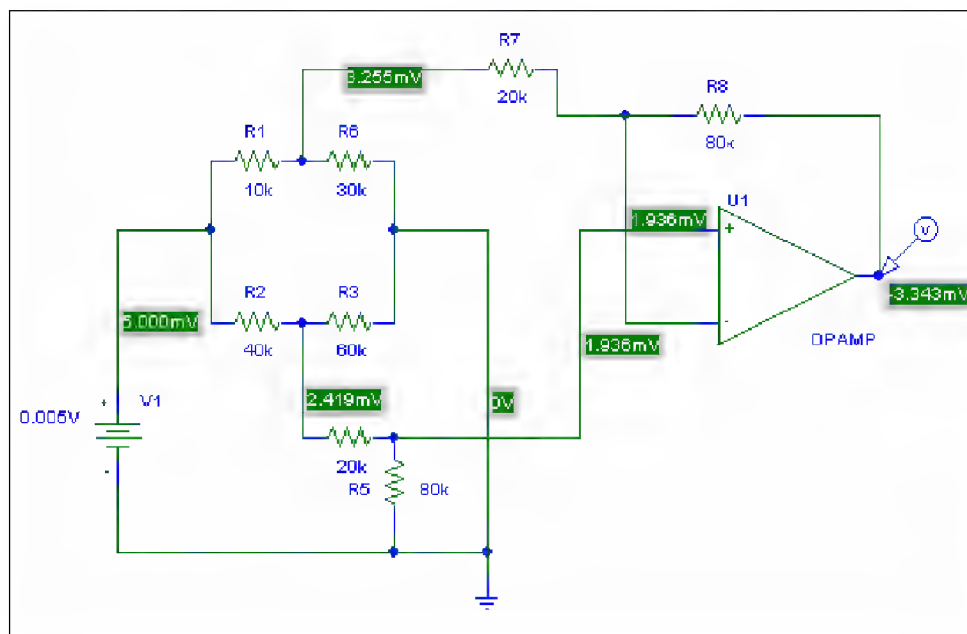 R7
3.255mV
20k
R8
80k
R1
R6
10k
30k
U1
1.936mV
+
V
R2
R3
5.000mV
40k
60k
-
-3.343mV
1.936mV
OPAMP
2.419mV
0V
+
V1
0.005V
20k
-
R5
80k